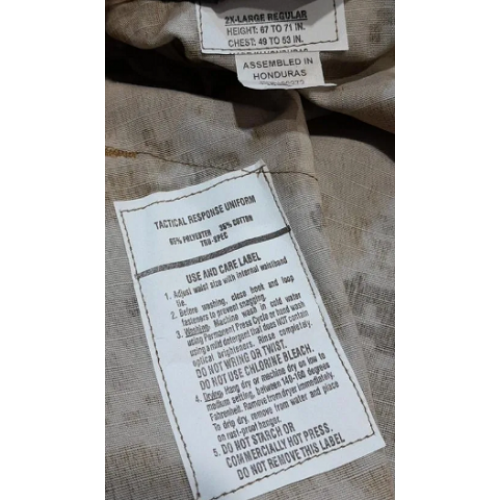 2X-LARGE REGULAR
HEIGHT: 67 TO 71 IN.
CHEST: 49 TO 53 IN.
ASSEMBLED IN
HONDURAS
TACTICAL RESPONSE UNIFORM
65% POLYESTER 35% COTTON
TRU-SPEC
USE AND CARE LABEL
1. Adjust waist size with internal waistband
tie.
2. Before washing, close hook and loop
fasteners to prevent snagging.
3. Washing: Machine wash in cold water
using Permanent Press Cycle or hand wash
using a mild detergent that does not contain
optical brighteners. Rinse completely.
DO NOT WRING OR TWIST.
DO NOT USE CHLORINE BLEACH.
4. Drying: Hang dry or machine dry on low to
medium setting, between 140-160 degrees
Fahrenheit. Remove from dryer immediately.
To drip dry, remove from water and place
on rust-proof hanger.
5. DO NOT STARCH OR
COMMERCIALLY HOT PRESS.
DO NOT REMOVE THIS LABEL